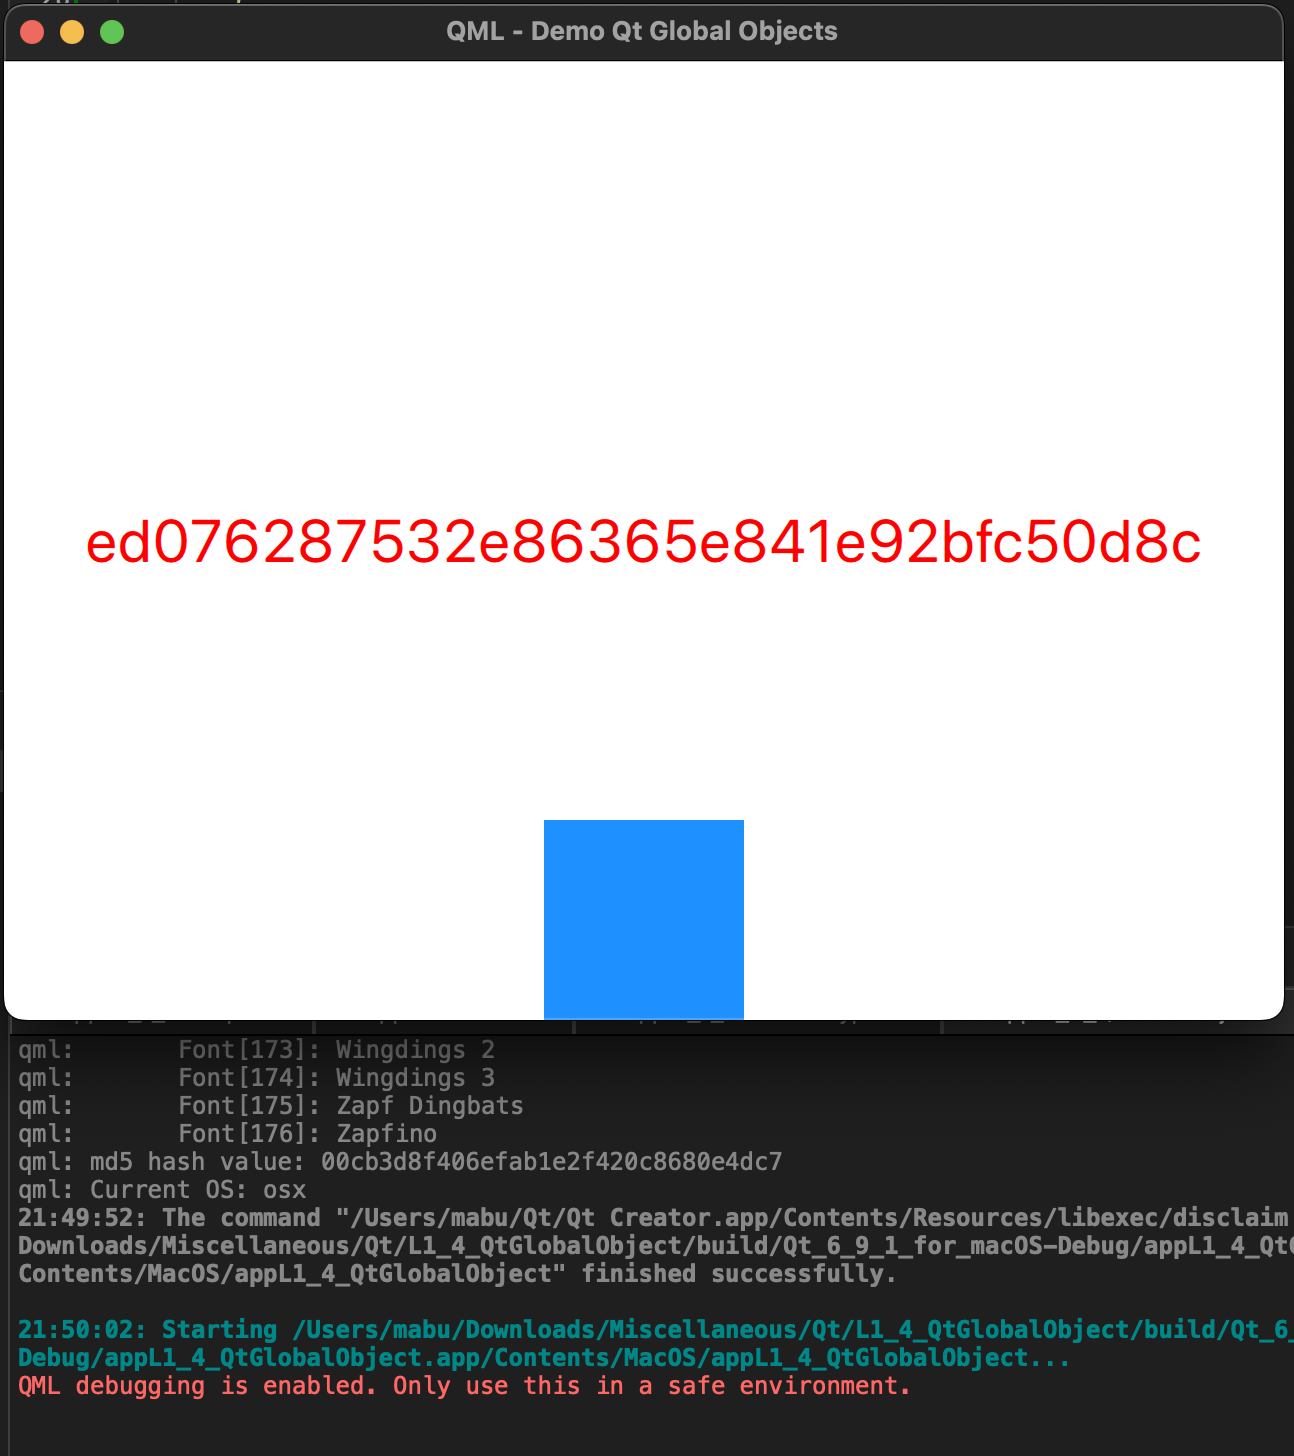 QML - Demo Qt Global Objects
ed076287532e86365e841e92bfc50d8c
qml:       Font[173]: Wingdings 2
qml:       Font[174]: Wingdings 3
qml:       Font[175]: Zapf Dingbats
qml:       Font[176]: Zapfino
qml: md5 hash value: 00cb3d8f406efab1e2f420c8680e4dc7
qml: Current OS: osx
21:49:52: The command "/Users/mabu/Qt/Qt Creator.app/Contents/Resources/libexec/disclaim
Downloads/Miscellaneous/Qt/L1_4_QtGlobalObject/build/Qt_6_9_1_for_macOS-Debug/appL1_4_Qt
Contents/MacOS/appL1_4_QtGlobalObject" finished successfully.
21:50:02: Starting /Users/mabu/Downloads/Miscellaneous/Qt/L1_4_QtGlobalObject/build/Qt_6_
Debug/appL1_4_QtGlobalObject.app/Contents/MacOS/appL1_4_QtGlobalObject...
QML debugging is enabled. Only use this in a safe environment.